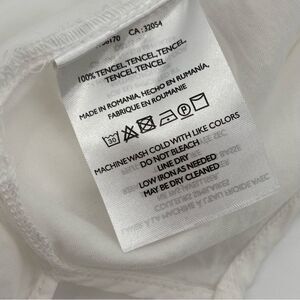 CA : 32054
100% TENCEL, TENCEL,
TENCEL, TENCEL
MADE IN ROMANIA, HECHO EN RUMANIA,
FABRIQUE EN ROUMANIE
30
MACHINE WASH COLD WITH LIKE COLORS
DO NOT BLEACH
LINE DRY
LOW IRON AS NEEDED
MAY BE DRY CLEANED